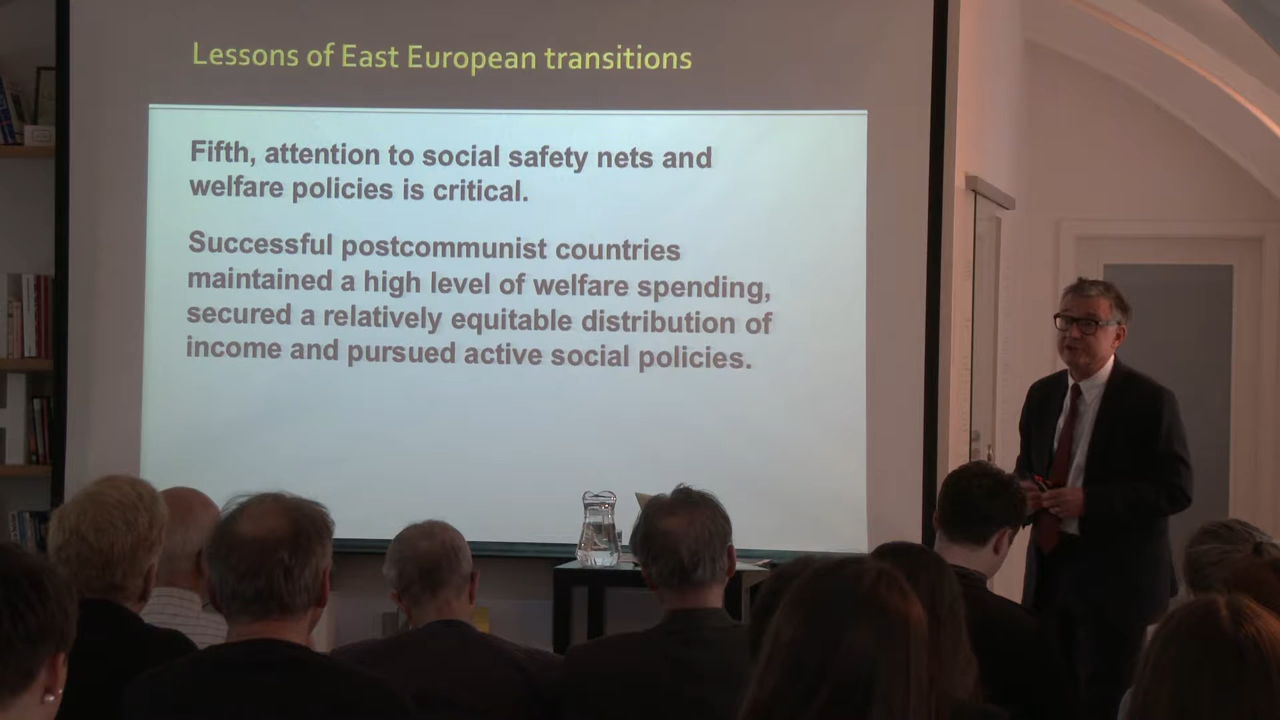 Lessons of East European transitions
Fifth, attention to social safety nets and
welfare policies is critical.
Successful postcommunist countries
maintained a high level of welfare spending,
secured a relatively equitable distribution of
income and pursued active social policies.